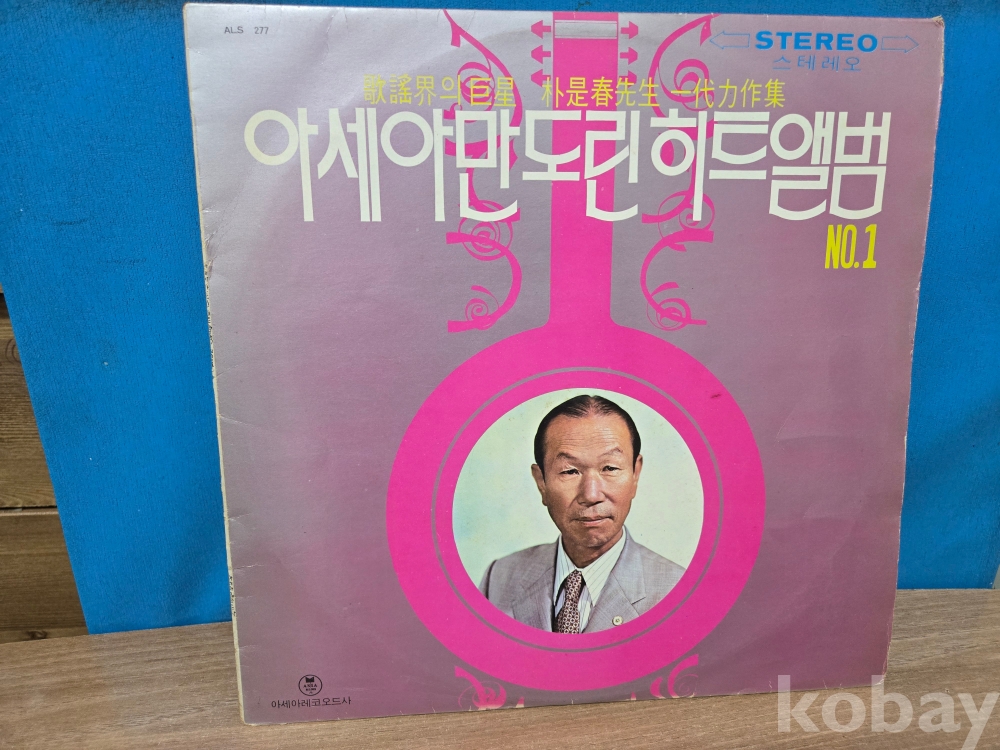 ALS 277
STEREO
스테레오
歌謠界의 巨星 朴是春先生 一代力作集
아세아만도린히트앨범
NO.1
ASIA
아세아레코오드사
kobay